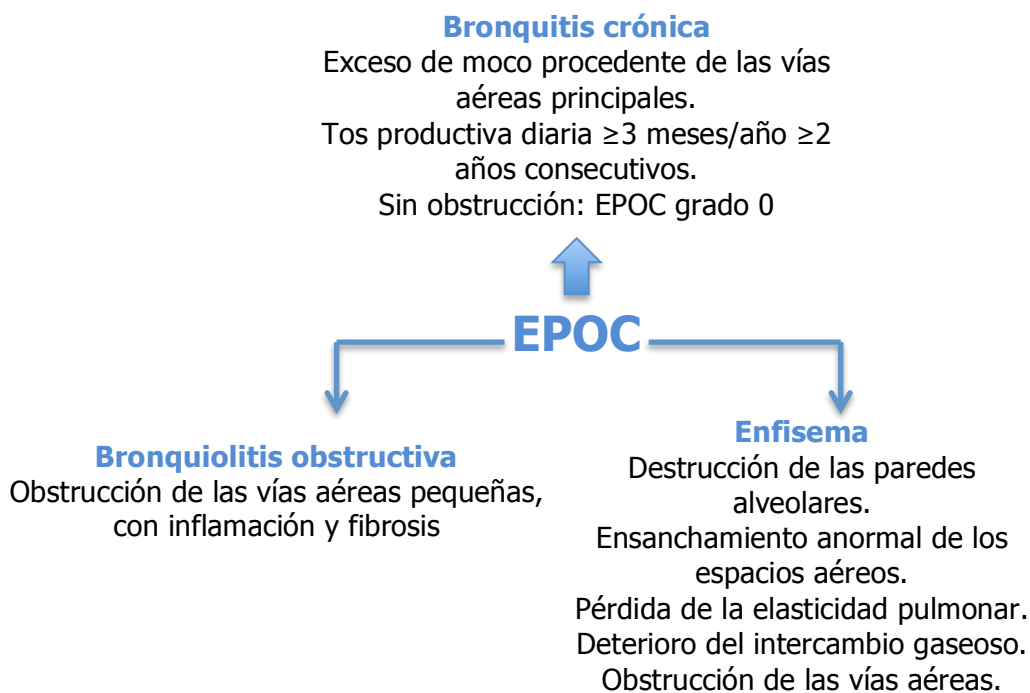 Bronquitis crónica
Exceso de moco procedente de las vías
aéreas principales.
Tos productiva diaria ≥3 meses/año ≥2
años consecutivos.
Sin obstrucción: EPOC grado 0
EPOC
Bronquiolitis obstructiva
Obstrucción de las vías aéreas pequeñas,
con inflamación y fibrosis
Enfisema
Destrucción de las paredes
alveolares.
Ensanchamiento anormal de los
espacios aéreos.
Pérdida de la elasticidad pulmonar.
Deterioro del intercambio gaseoso.
Obstrucción de las vías aéreas.